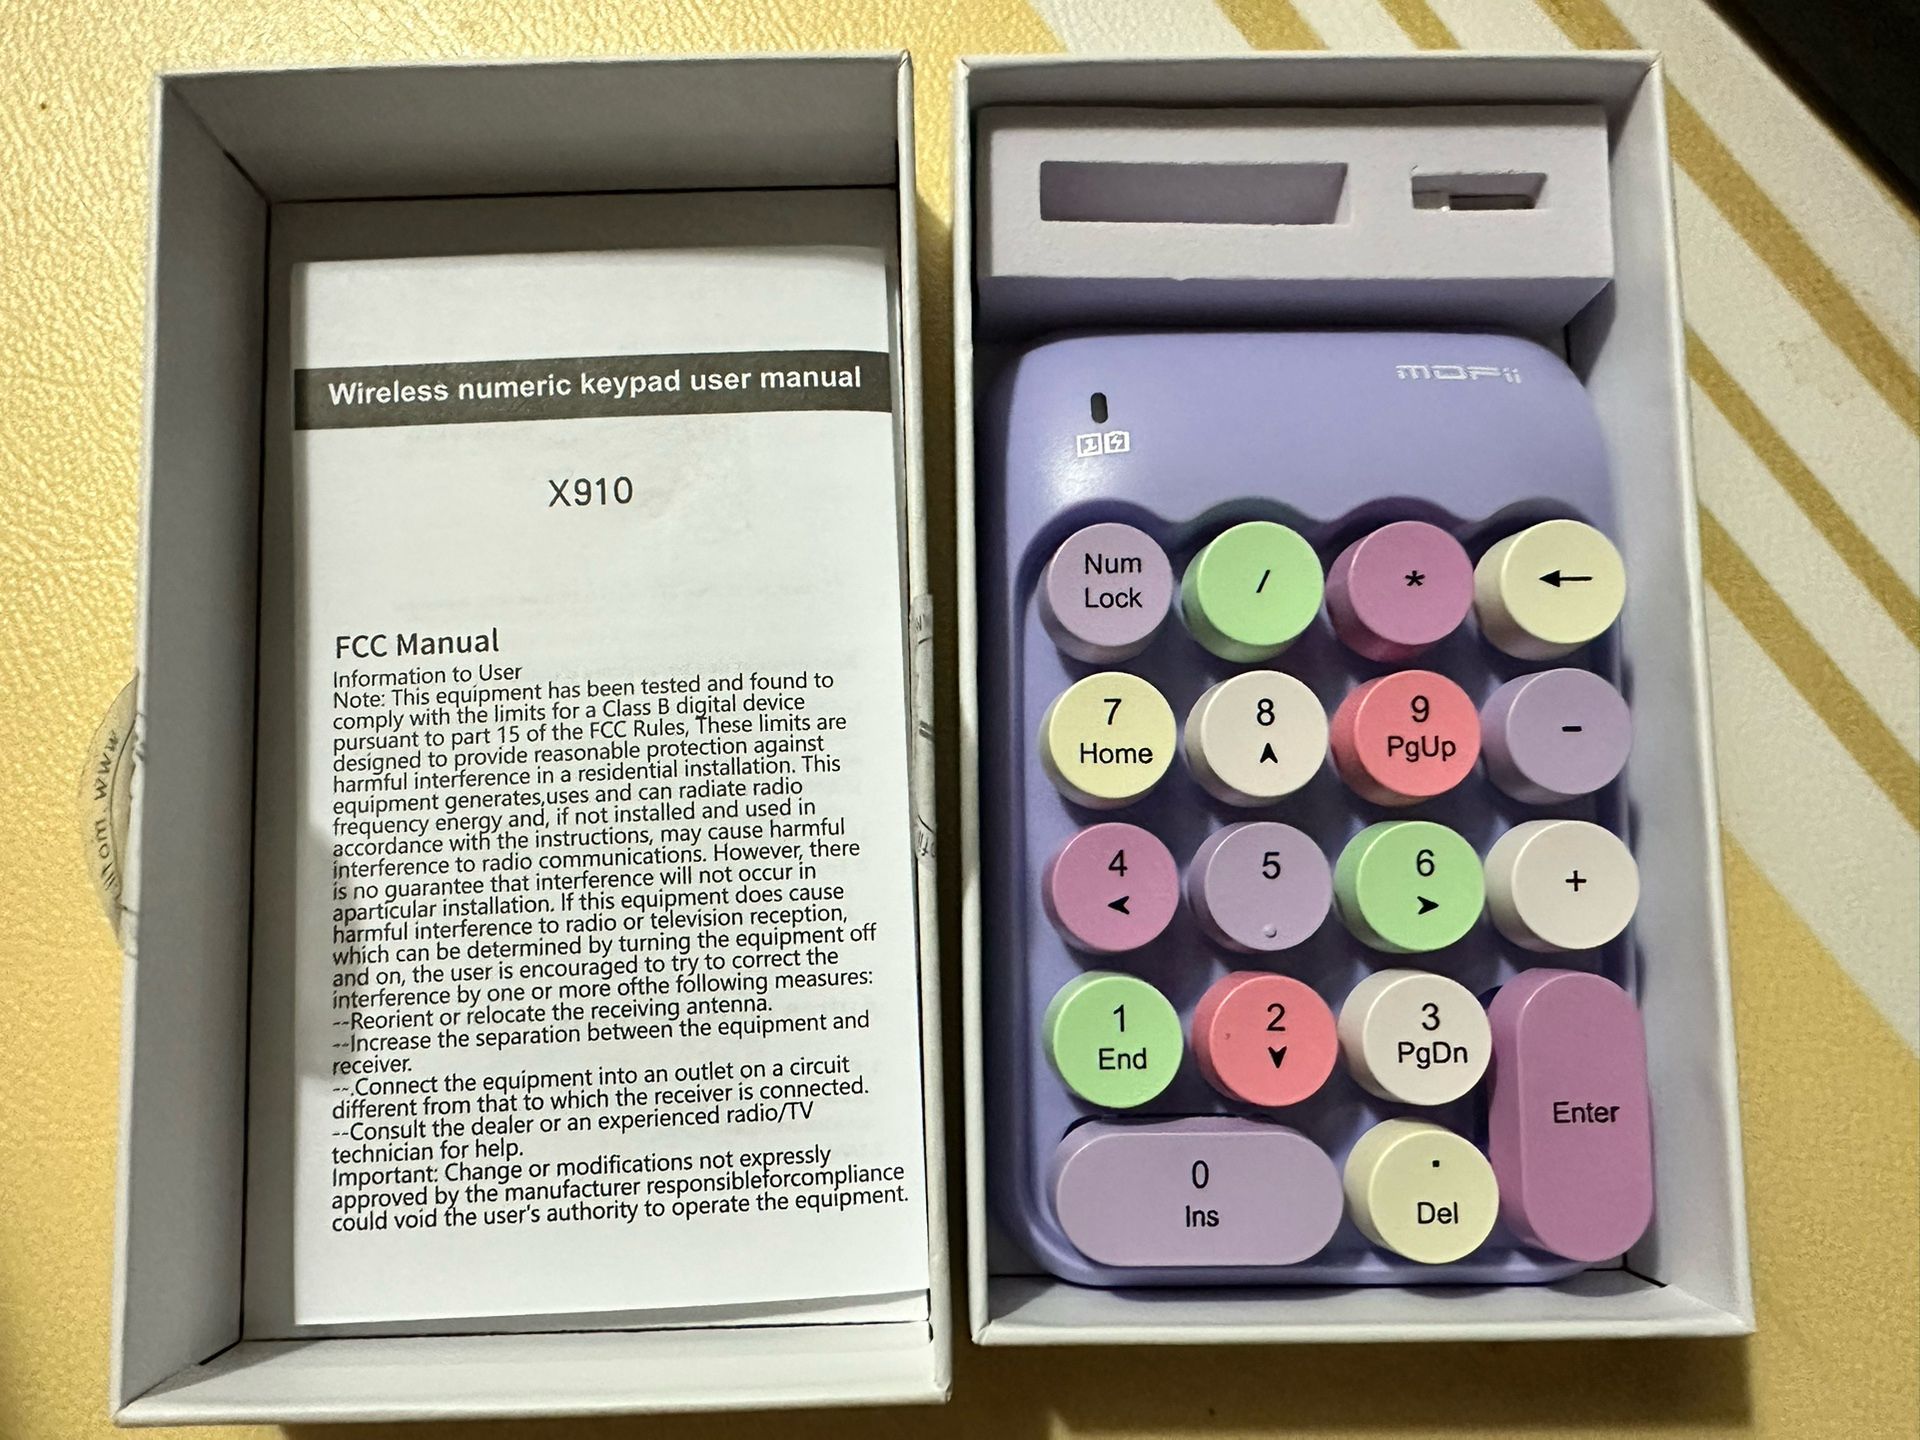 Wireless numeric keypad user manual
X910
FCC Manual
Information to User
Note: This equipment has been tested and found to
comply with the limits for a Class B digital device
pursuant to part 15 of the FCC Rules, These limits are
designed to provide reasonable protection against
harmful interference in a residential installation. This
equipment generates,uses and can radiate radio
frequency energy and, if not installed and used in
accordance with the instructions, may cause harmful
interference to radio communications. However, there
is no guarantee that interference will not occur in
aparticular installation. If this equipment does cause
harmful interference to radio or television reception,
which can be determined by turning the equipment off
and on, the user is encouraged to try to correct the
interference by one or more ofthe following measures:
--Reorient or relocate the receiving antenna.
--Increase the separation between the equipment and
receiver.
--.Connect the equipment into an outlet on a circuit
different from that to which the receiver is connected.
--Consult the dealer or an experienced radio/TV
technician for help.
Important: Change or modifications not expressly
approved by the manufacturer responsibleforcompliance
could void the user's authority to operate the equipment.
MOFii
Num
Lock
/
*
←
7
Home
8
9
PgUp
-
4
5
6
+
1
End
2
3
PgDn
Enter
0
Ins
.
Del
www